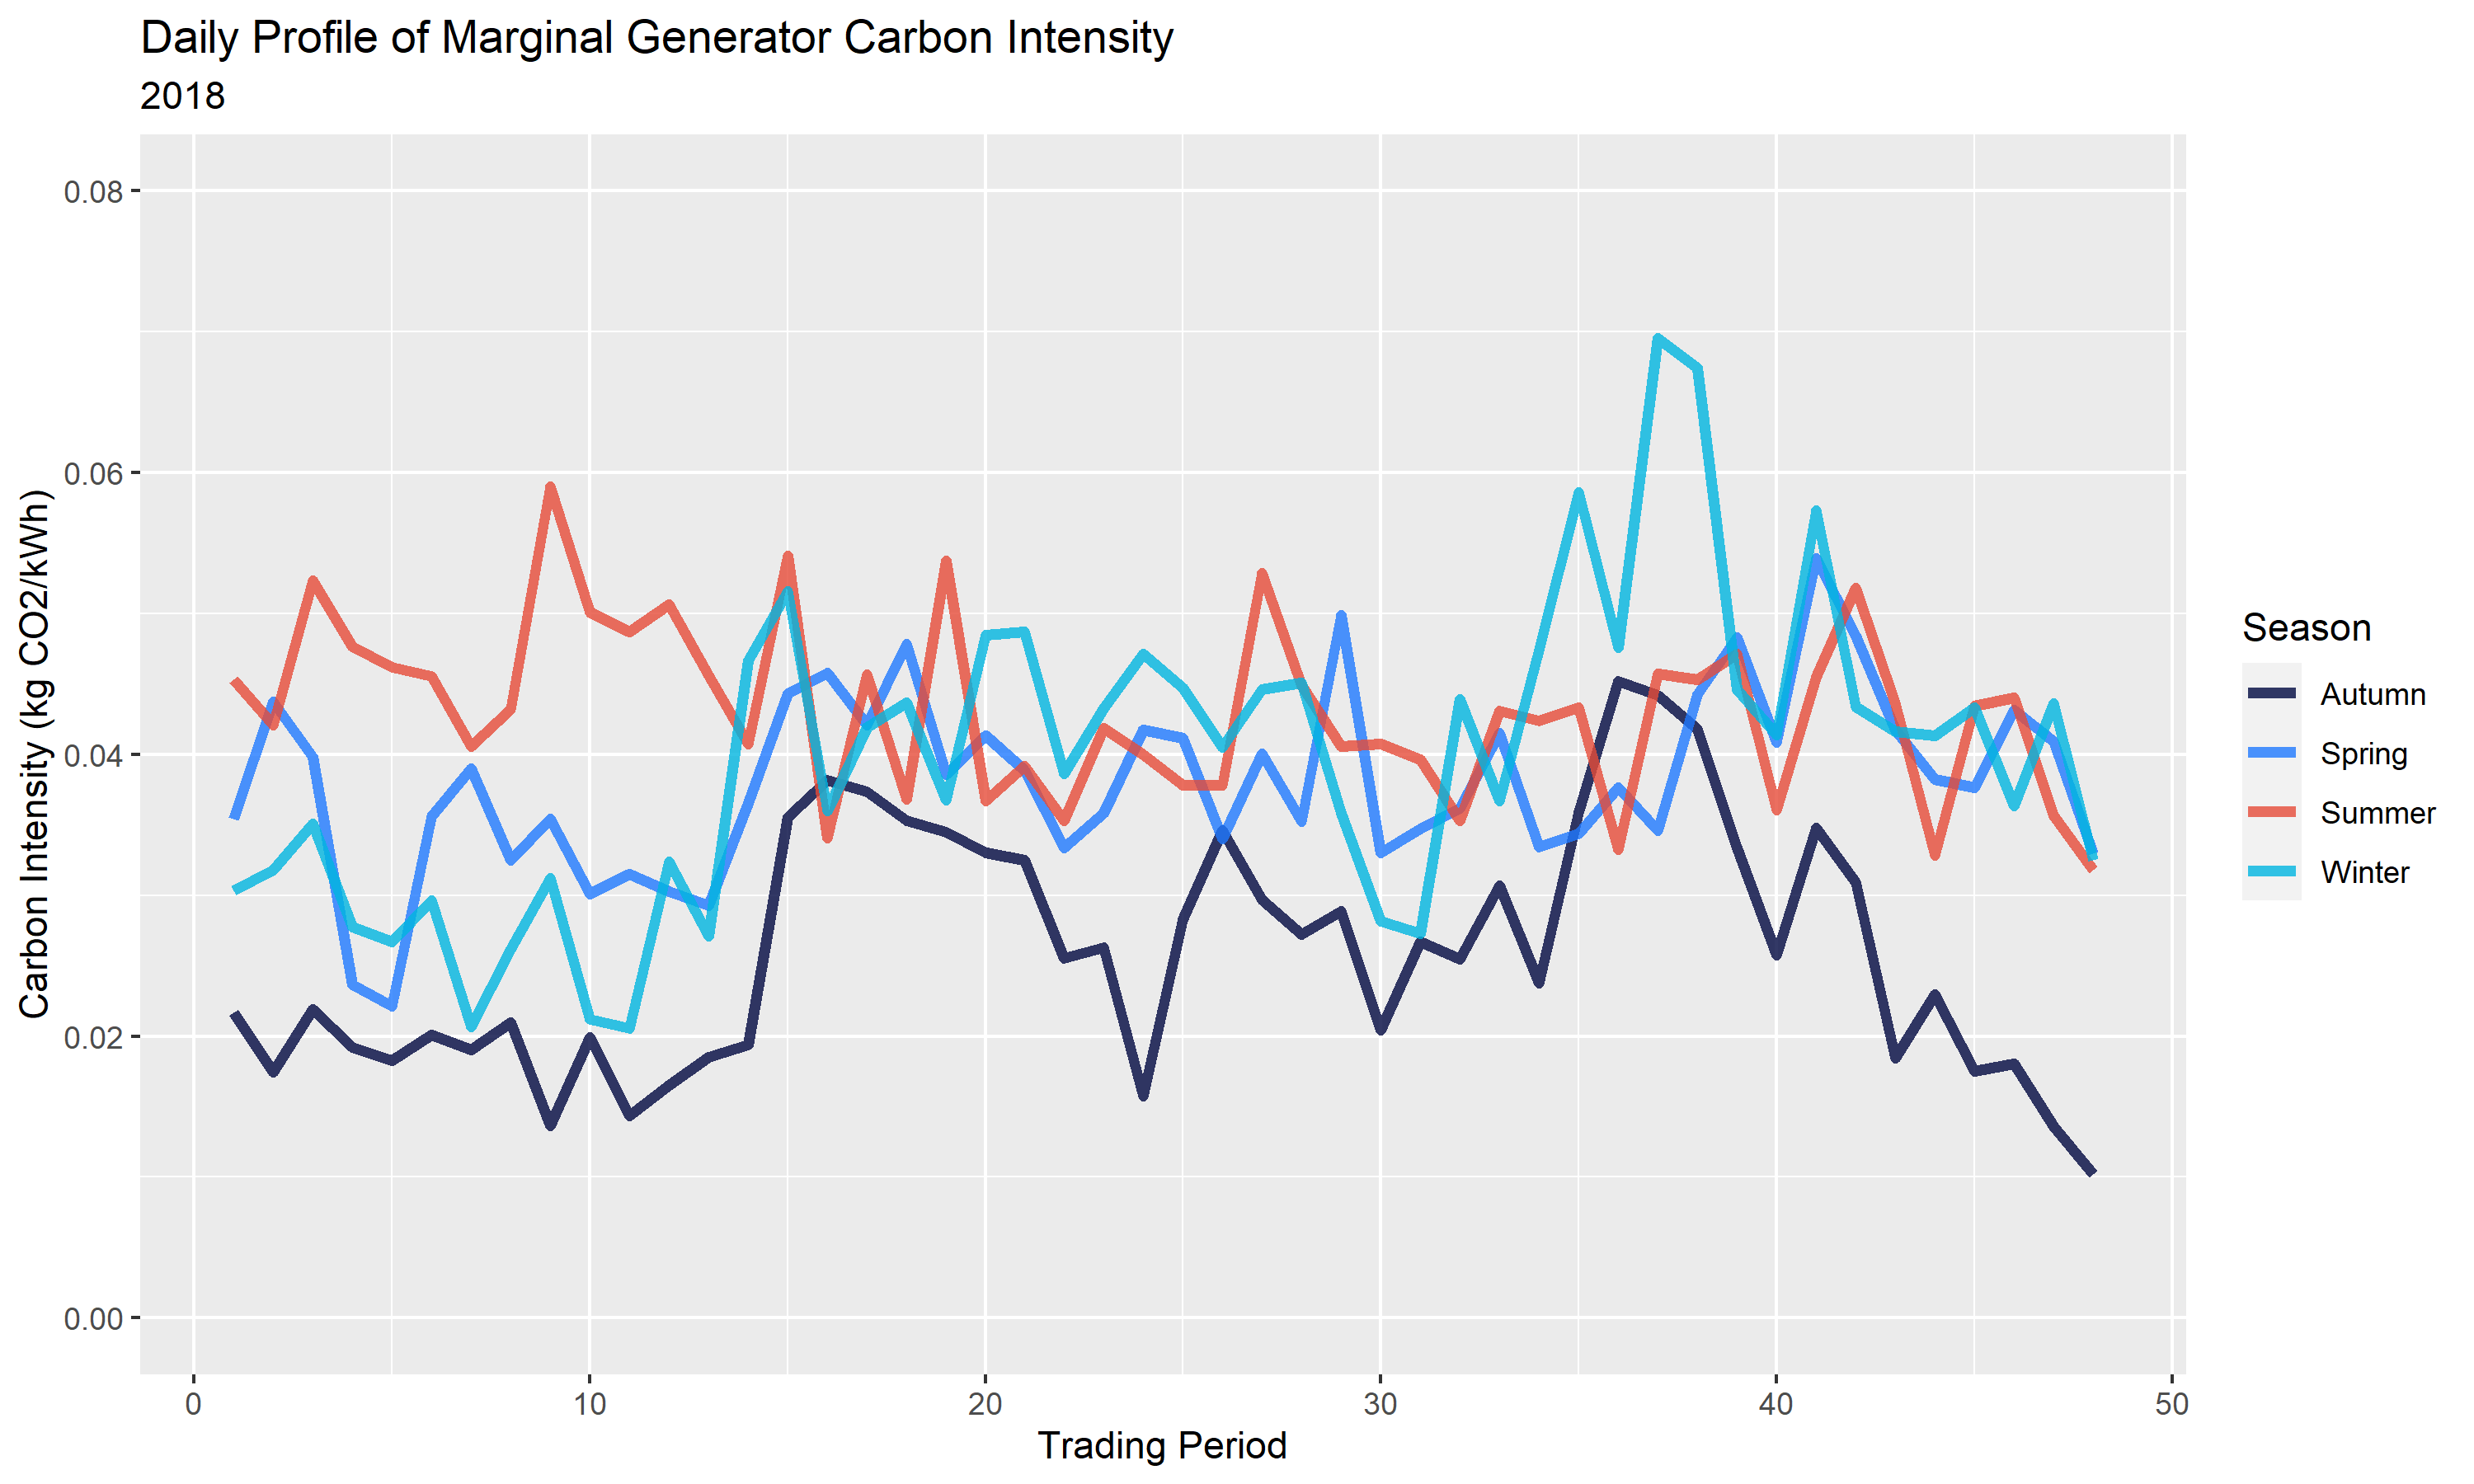 Daily Profile of Marginal Generator Carbon Intensity
2018
Carbon Intensity (kg CO2/kWh)
0.08
0.06
0.04
0.02
0.00
0 10 20 30 40 50
Trading Period
Season
Autumn
Spring
Summer
Winter